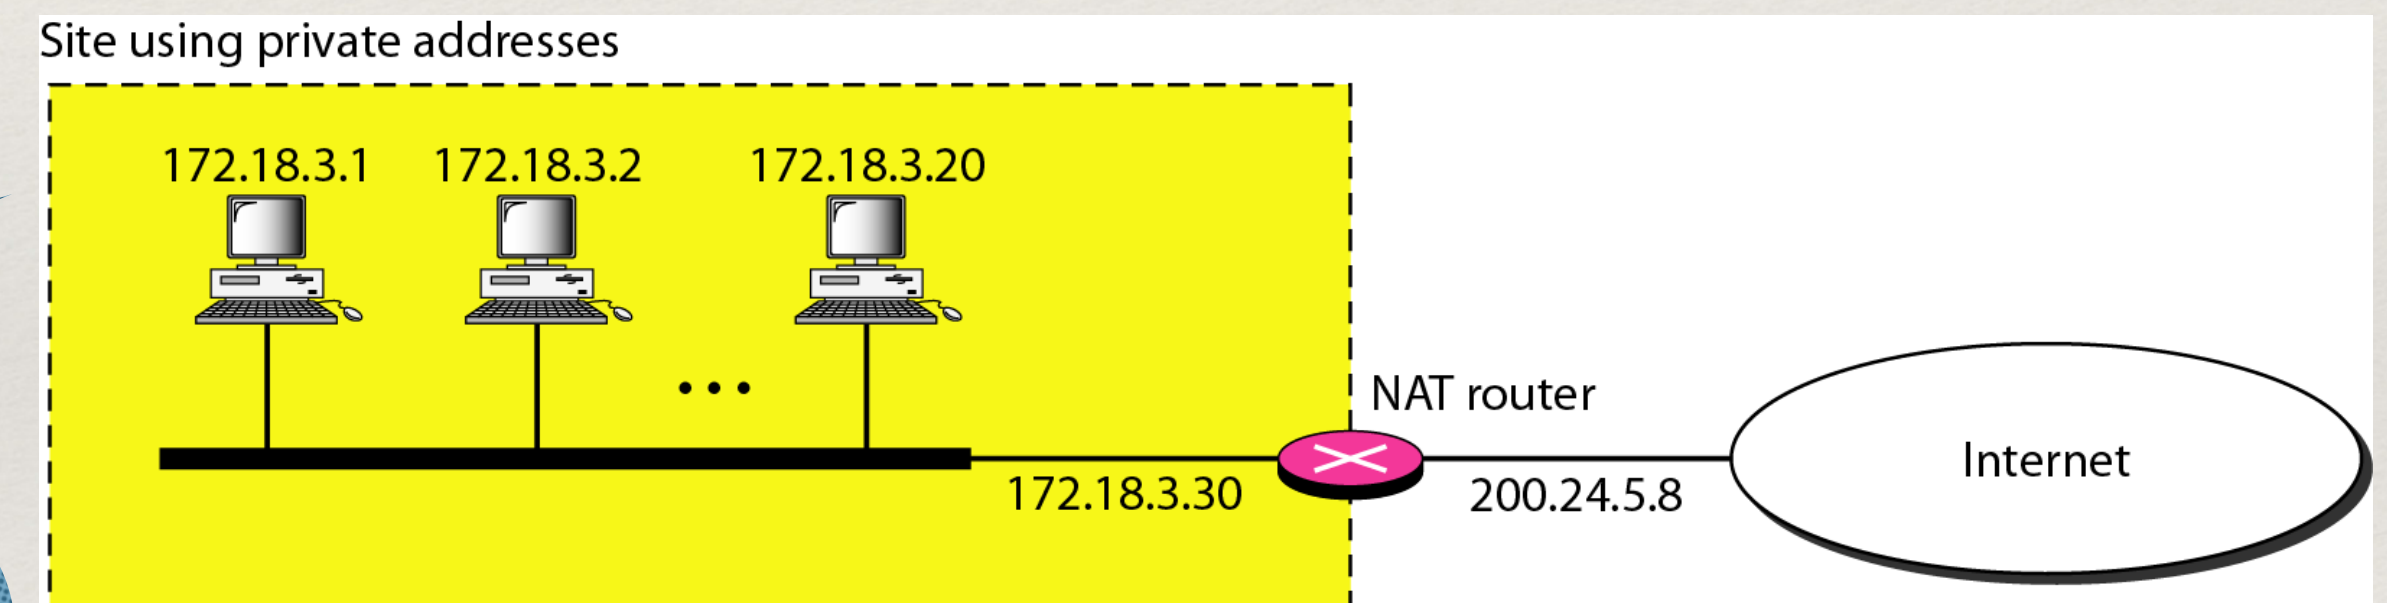 Site using private addresses
172.18.3.1 172.18.3.2 172.18.3.20
NAT router
Internet
172.18.3.30 200.24.5.8